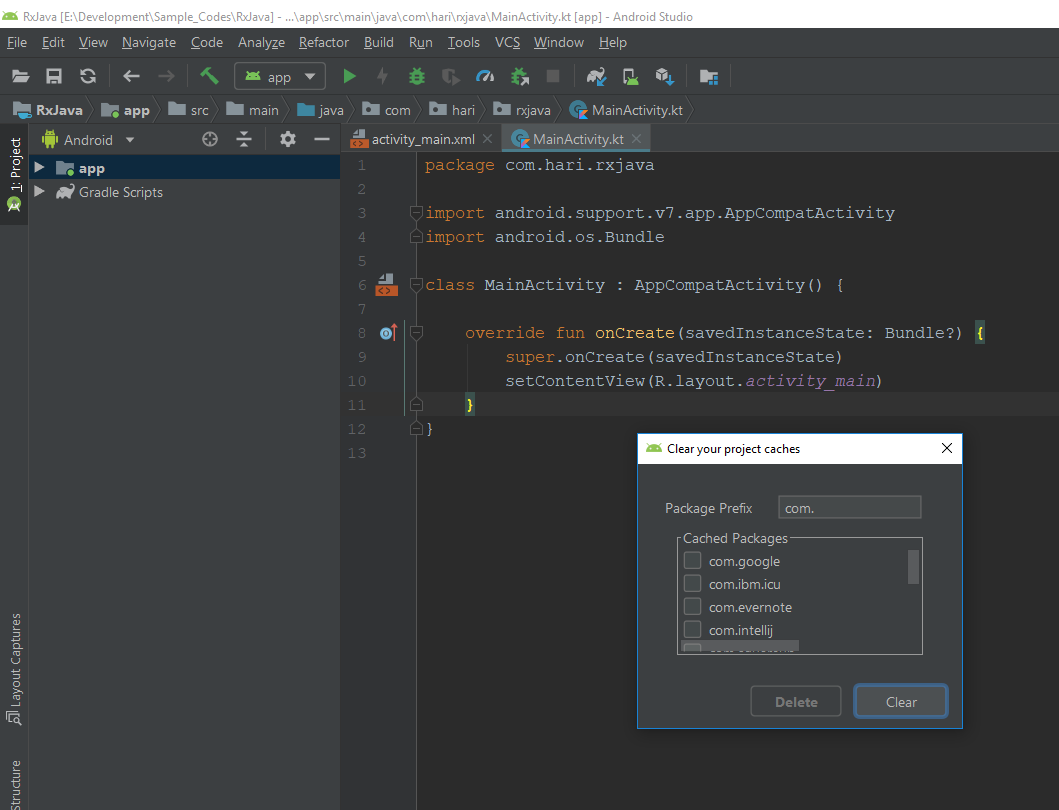 RxJava [E:\Development\Sample_Codes\RxJava] - ...\app\src\main\java\com\hari\rxjava\MainActivity.kt [app] - Android Studio
File Edit View Navigate Code Analyze Refactor Build Run Tools VCS Window Help
app
RxJava app src main java com hari rxjava MainActivity.kt
1: Project
Android
activity_main.xml MainActivity.kt
app
Gradle Scripts
1 package com.hari.rxjava
2
3 import android.support.v7.app.AppCompatActivity
4 import android.os.Bundle
5
6 class MainActivity : AppCompatActivity() {
7
8 override fun onCreate(savedInstanceState: Bundle?) {
9 super.onCreate(savedInstanceState)
10 setContentView(R.layout.activity_main)
11 }
12 }
13
Clear your project caches
Package Prefix com.
Cached Packages
com.google
com.ibm.icu
com.evernote
com.intellij
Delete Clear
Layout Captures
Structure